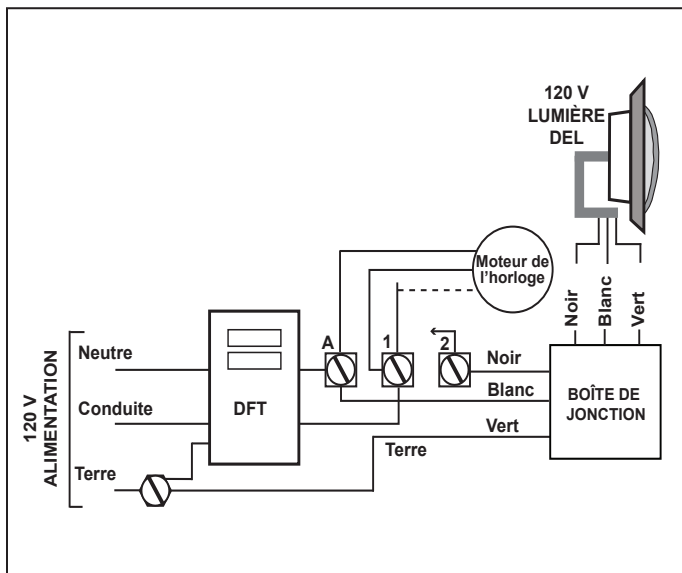 120 V
LUMIÈRE
DEL
Moteur de
l'horloge
Noir
Blanc
Vert
120 V
ALIMENTATION
Neutre
Conduite
Terre
DFT
A
1
2
Noir
Blanc
Vert
Terre
BOÎTE DE
JONCTION